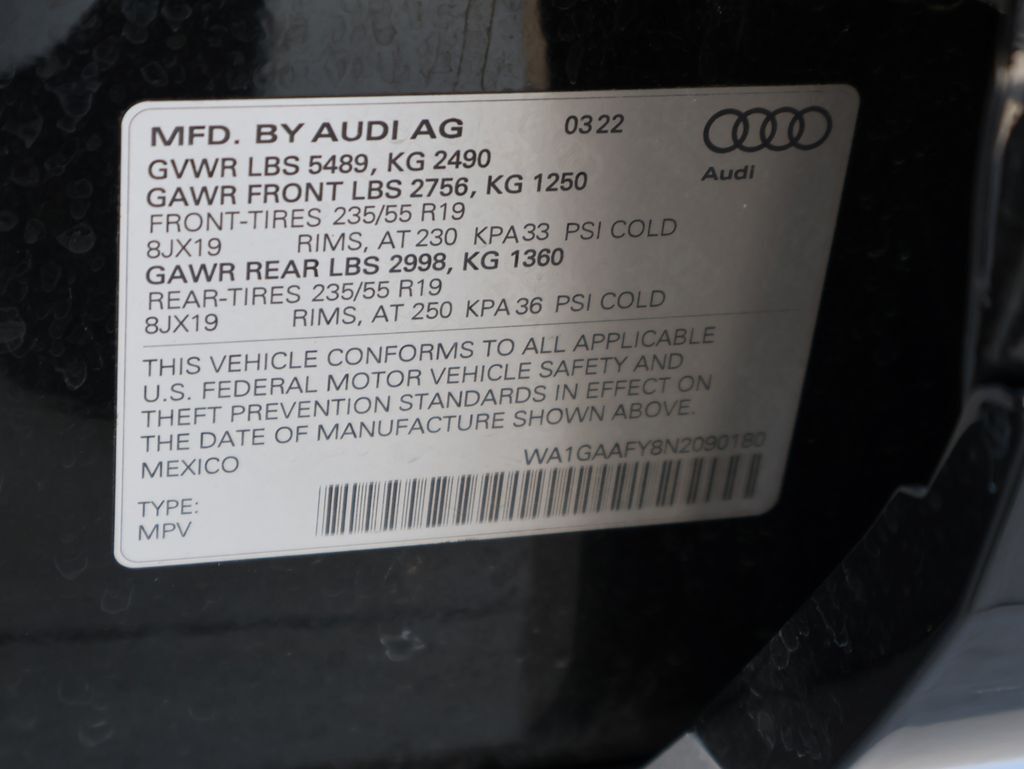 MFD. BY AUDI AG 0322
Audi
GVWR LBS 5489, KG 2490
GAWR FRONT LBS 2756, KG 1250
FRONT-TIRES 235/55 R19
8JX19 RIMS, AT 230 KPA 33 PSI COLD
GAWR REAR LBS 2998, KG 1360
REAR-TIRES 235/55 R19
8JX19 RIMS, AT 250 KPA 36 PSI COLD
THIS VEHICLE CONFORMS TO ALL APPLICABLE
U.S. FEDERAL MOTOR VEHICLE SAFETY AND
THEFT PREVENTION STANDARDS IN EFFECT ON
THE DATE OF MANUFACTURE SHOWN ABOVE.
MEXICO WA1GAAFY8N2090180
TYPE:
MPV